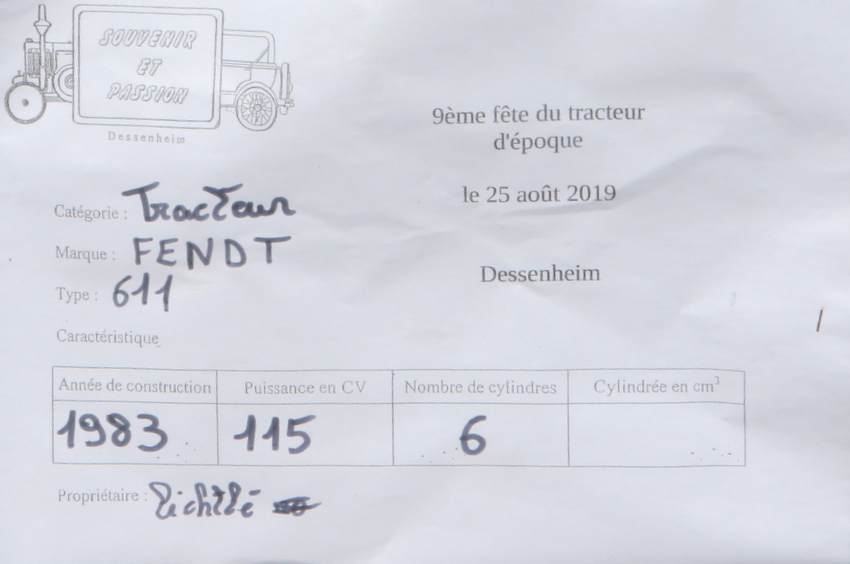 SOUVENIR
ET
PASSION
Dessenheim
9ème fête du tracteur
d'époque
le 25 août 2019
Dessenheim
Catégorie : Tracteur
Marque : FENDT
Type : 611
Caractéristique
Année de construction Puissance en CV Nombre de cylindres Cylindrée en cm³
1983 115 6
Propriétaire :